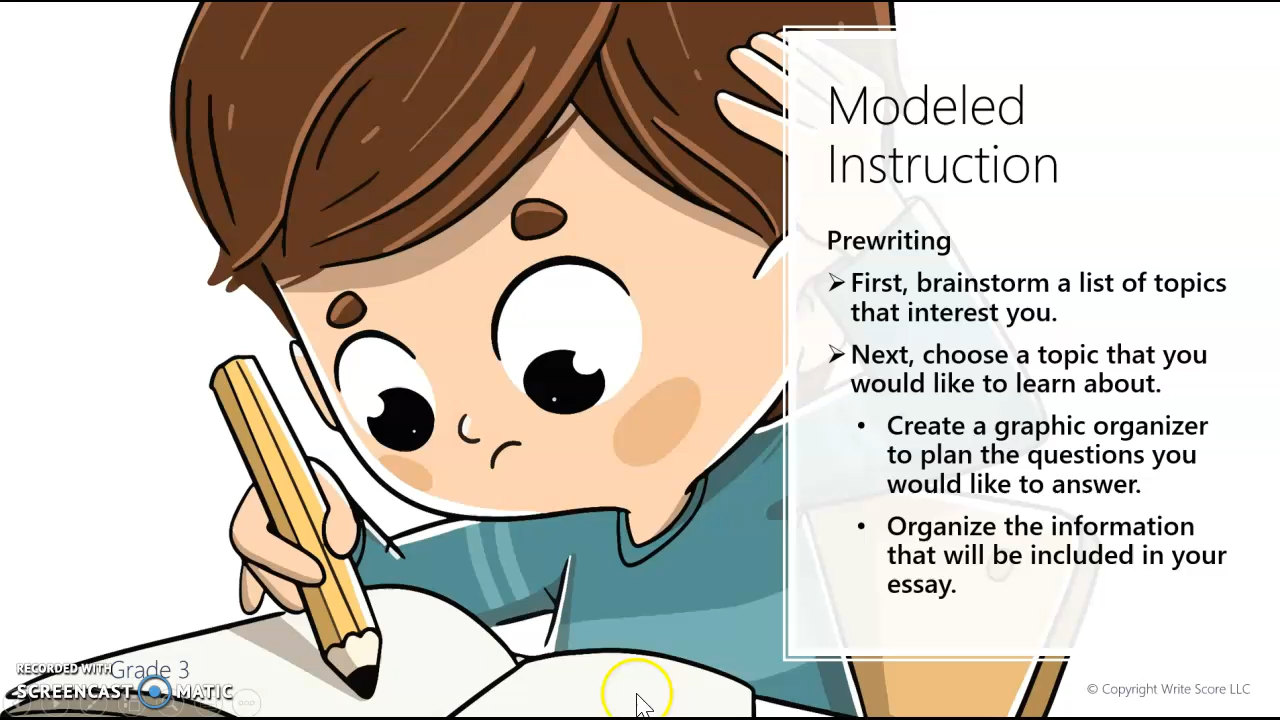 Modeled
Instruction
Prewriting
➢ First, brainstorm a list of topics
that interest you.
➢ Next, choose a topic that you
would like to learn about.
• Create a graphic organizer
to plan the questions you
would like to answer.
• Organize the information
that will be included in your
essay.
Grade 3
RECORDED WITH
SCREENCAST MATIC
© Copyright Write Score LLC